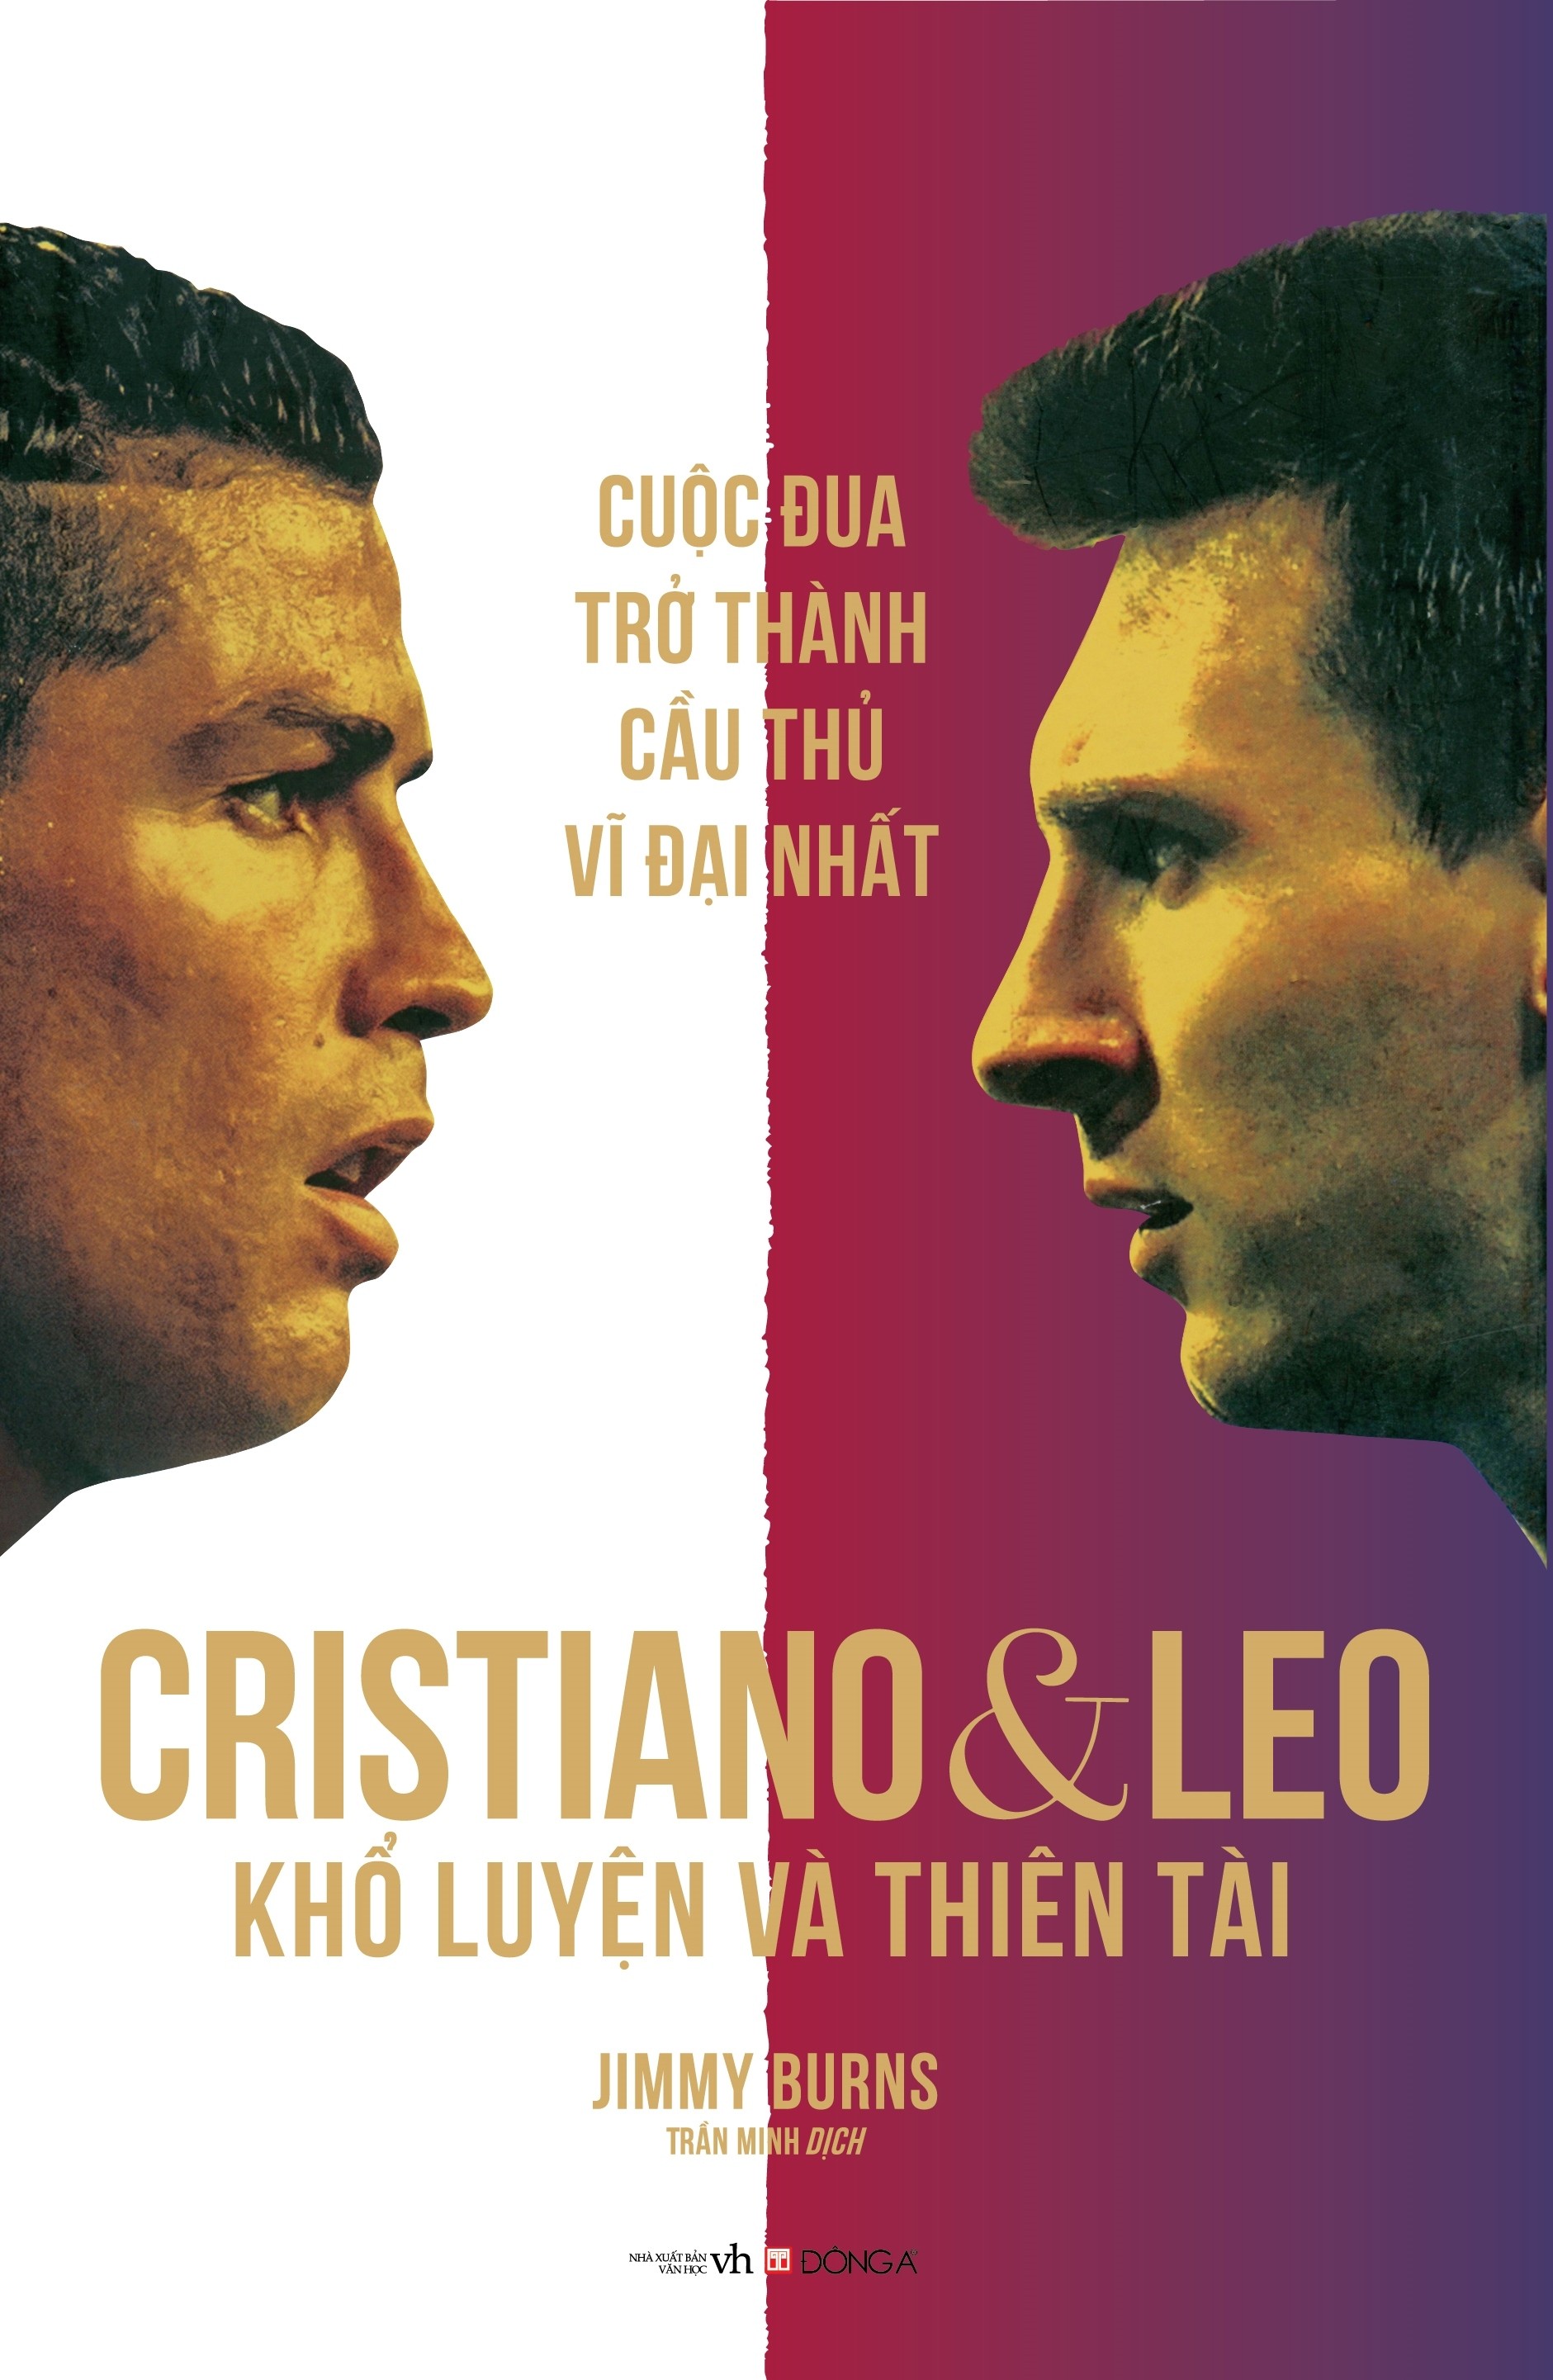 CUỘC ĐUA
TRỞ THÀNH
CẦU THỦ
VĨ ĐẠI NHẤT
CRISTIANO & LEO
KHỔ LUYỆN VÀ THIÊN TÀI
JIMMY BURNS
TRẦN MINH DỊCH
NHÀ XUẤT BẢN
VĂN HỌC
vh
ĐÔNG A